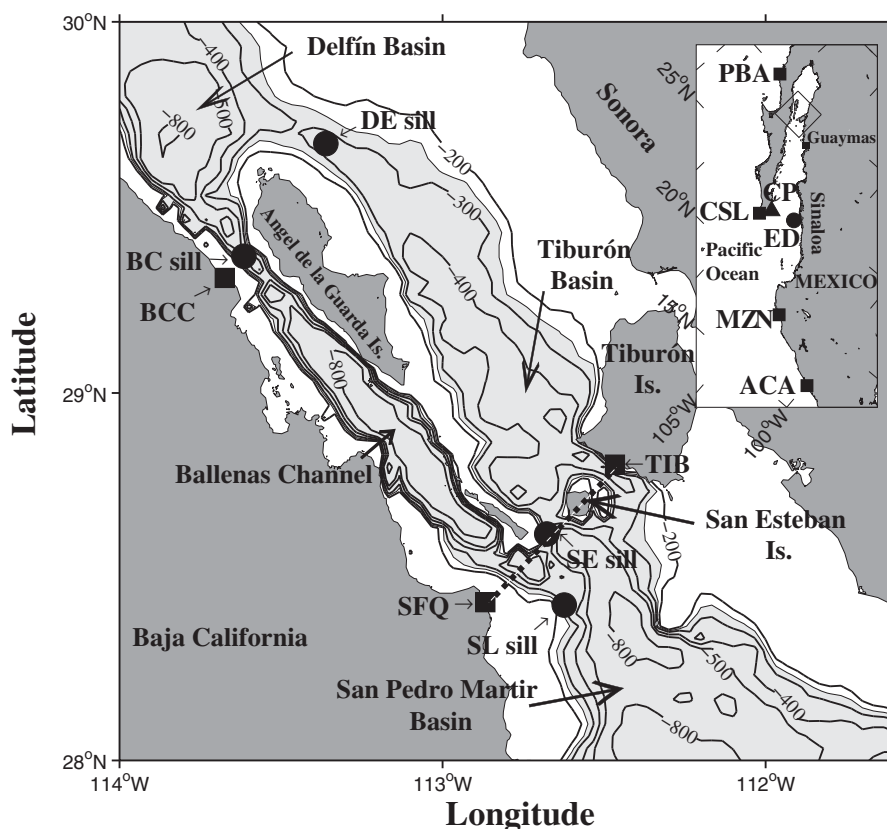 30°N
29°N
28°N
114°W
113°W
112°W
Latitude
Longitude
Delfín Basin
DE sill
Sonora
-400
-500
-800
-200
-300
-400
Angel de la
Guarda Is.
BC sill
BCC
Tiburón
Basin
Tiburón
Is.
-800
Ballenas Channel
TIB
San Esteban
Is.
SE sill
-200
SFQ
SL sill
Baja California
San Pedro Martir
Basin
-800
-500
-400
-800
PBA
25°N
Guaymas
20°N
CP
CSL
ED
Sinaloa
Pacific
Ocean
MEXICO
15°N
MZN
ACA
105°W
100°W